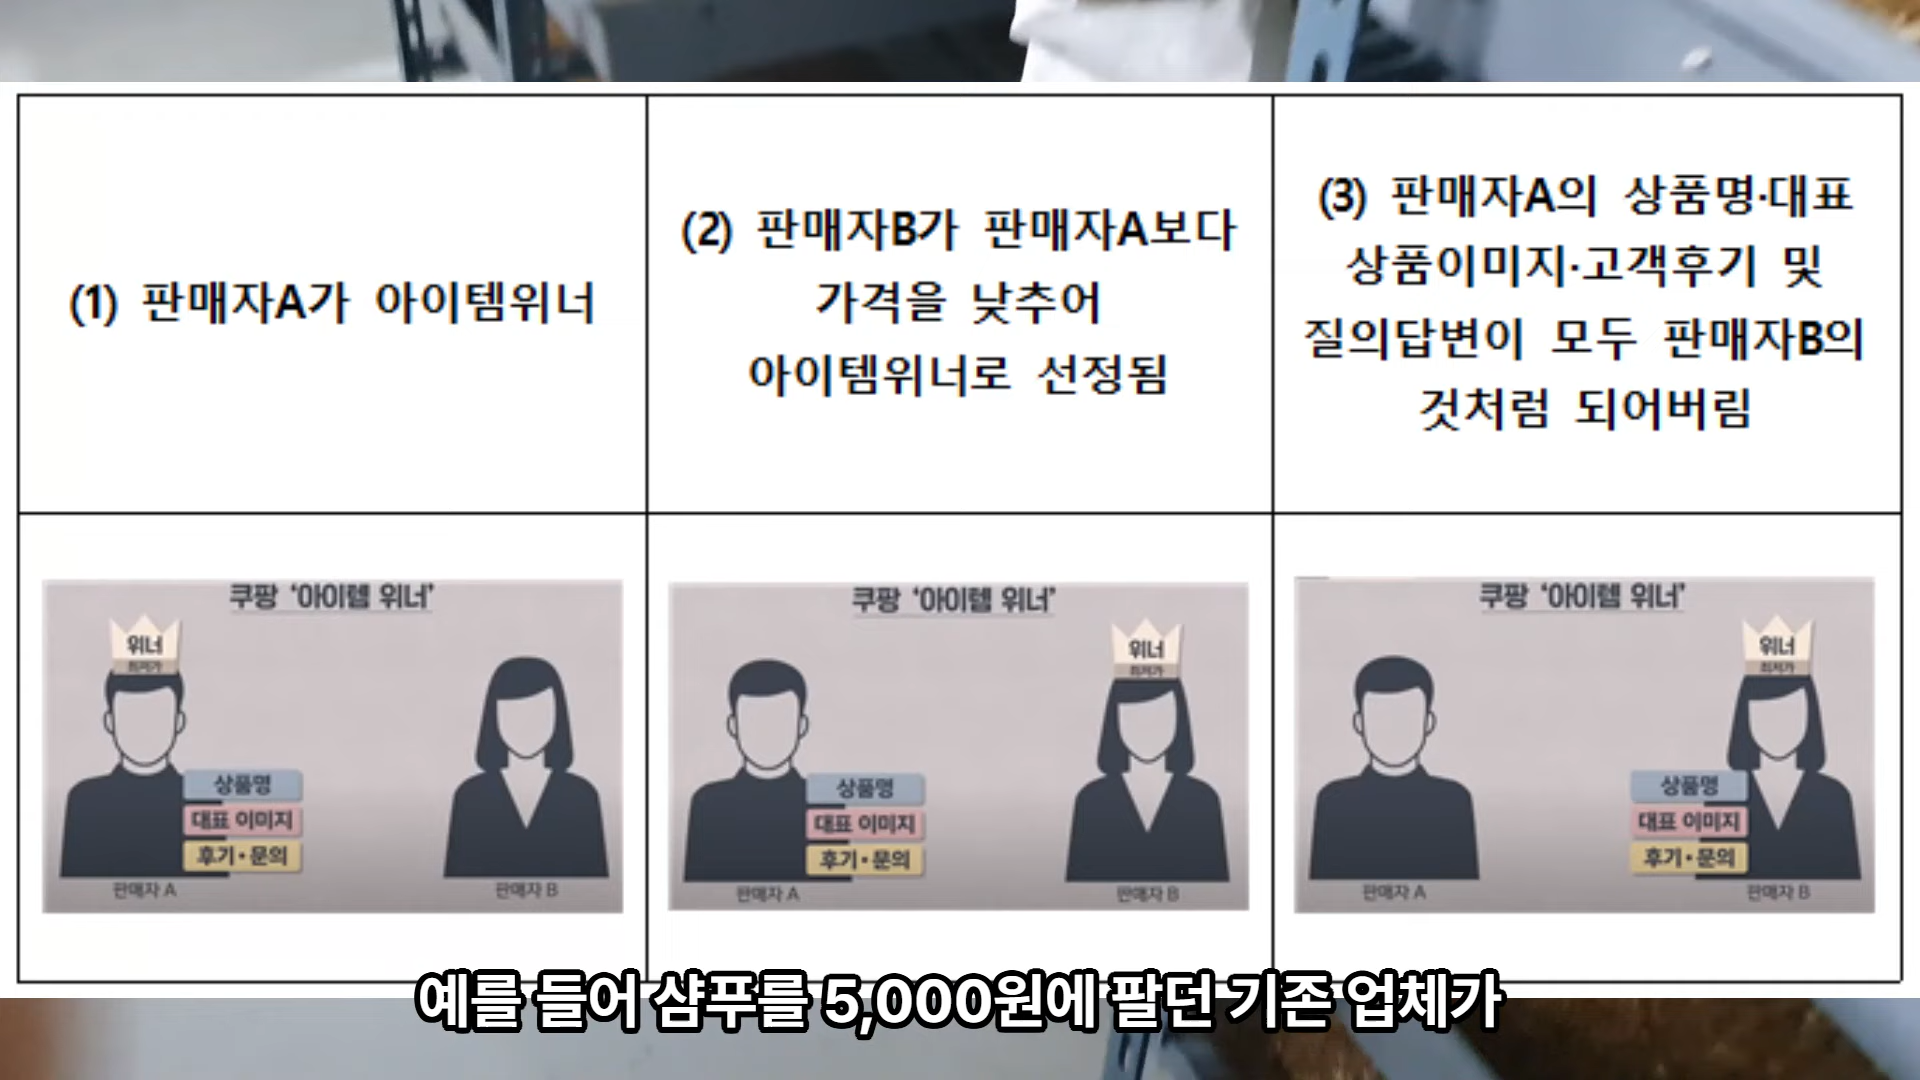 (1) 판매자A가 아이템위너
(2) 판매자B가 판매자A보다
가격을 낮추어
아이템위너로 선정됨
(3) 판매자A의 상품명·대표
상품이미지·고객후기 및
질의답변이 모두 판매자B의
것처럼 되어버림
쿠팡 ‘아이템 위너’
위너
최저가
상품명
대표 이미지
후기·문의
판매자 A
판매자 B
쿠팡 ‘아이템 위너’
위너
최저가
상품명
대표 이미지
후기·문의
판매자 A
판매자 B
쿠팡 ‘아이템 위너’
위너
최저가
상품명
대표 이미지
후기·문의
판매자 A
판매자 B
예를 들어 샴푸를 5,000원에 팔던 기존 업체가